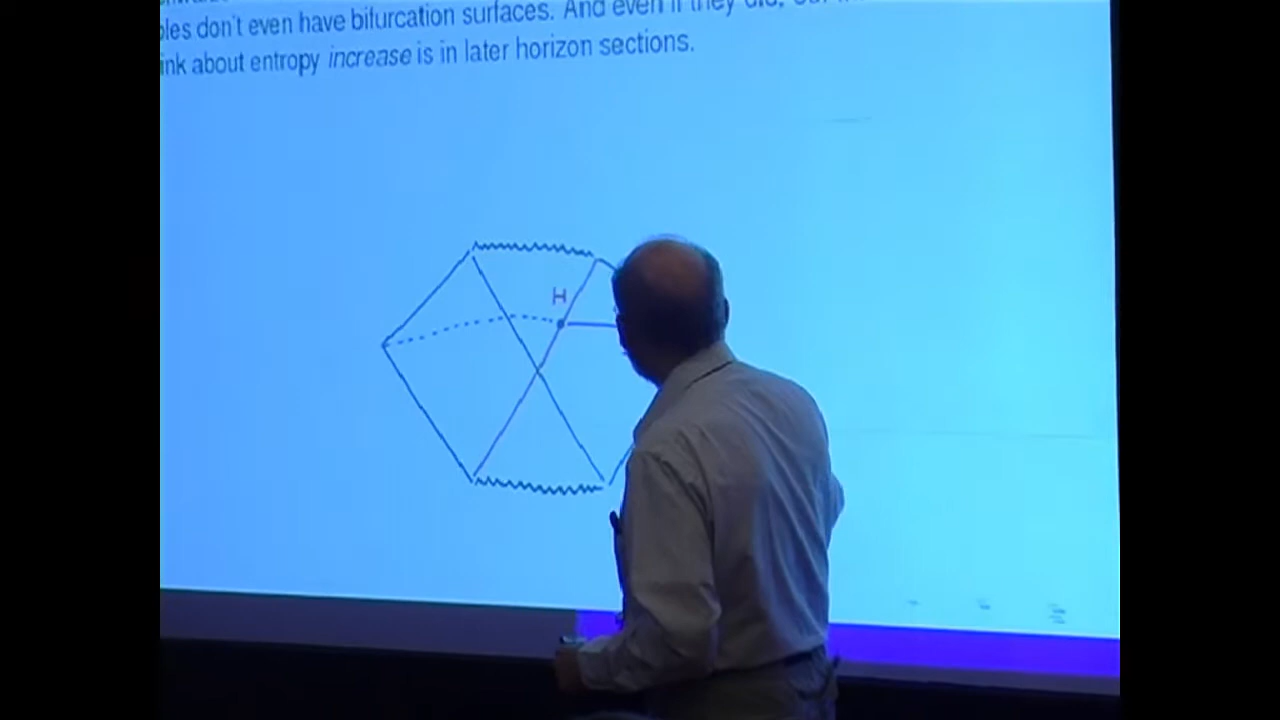 oles don't even have bifurcation surfaces. And even if they did,
ink about entropy increase is in later horizon sections.
H